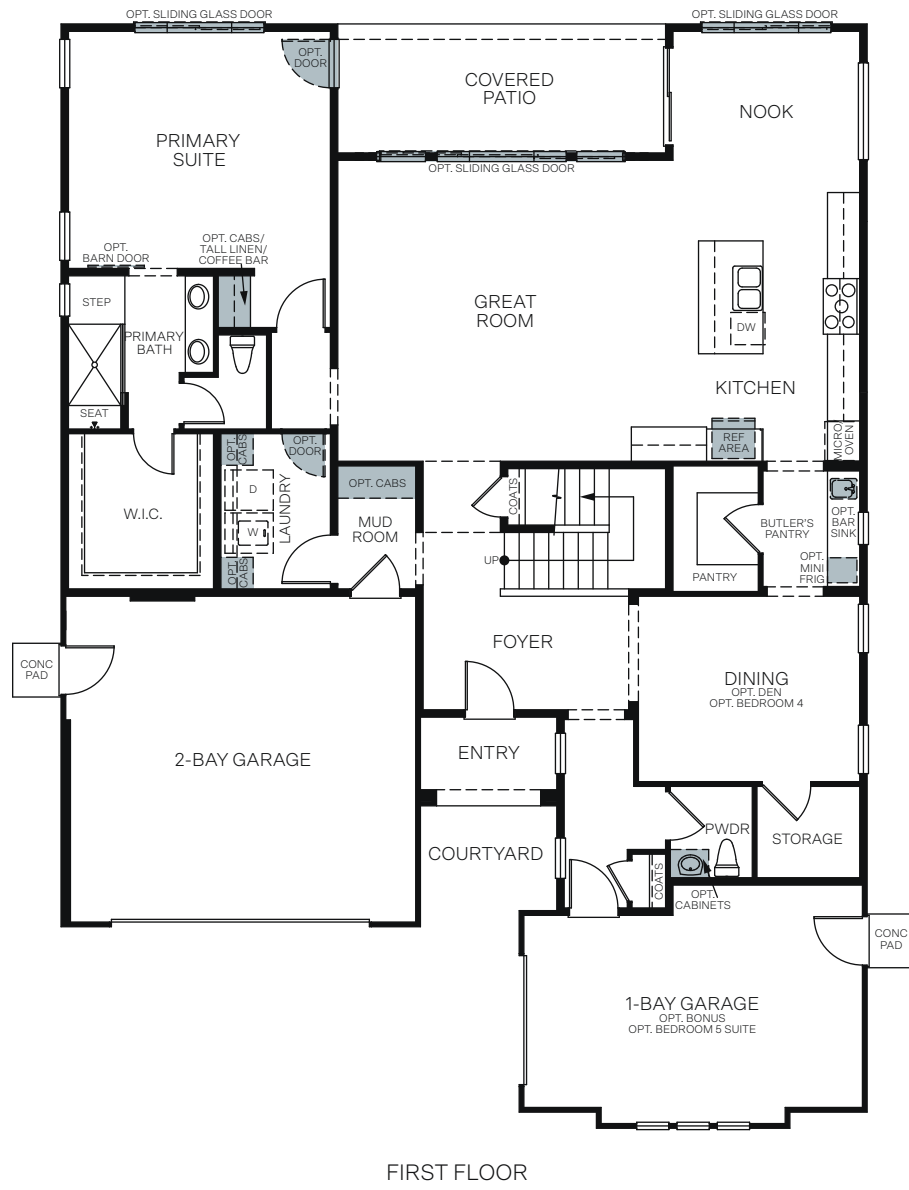 OPT. SLIDING GLASS DOOR
OPT. SLIDING GLASS DOOR
OPT.
DOOR
COVERED
PATIO
NOOK
PRIMARY
SUITE
OPT. SLIDING GLASS DOOR
OPT.
BARN DOOR
OPT. CABS/
TALL LINEN/
COFFEE BAR
STEP
PRIMARY
BATH
SEAT
GREAT
ROOM
DW
KITCHEN
REF
AREA
MICRO
OVEN
OPT.
CABS
OPT.
DOOR
D
W
LAUNDRY
OPT.
CABS
W.I.C.
OPT. CABS
MUD
ROOM
COATS
UP
PANTRY
BUTLER'S
PANTRY
OPT.
BAR
SINK
OPT.
MINI
FRIG
CONC
PAD
FOYER
DINING
OPT. DEN
OPT. BEDROOM 4
2-BAY GARAGE
ENTRY
COURTYARD
PWDR
STORAGE
COATS
OPT.
CABINETS
CONC
PAD
1-BAY GARAGE
OPT. BONUS
OPT. BEDROOM 5 SUITE
FIRST FLOOR